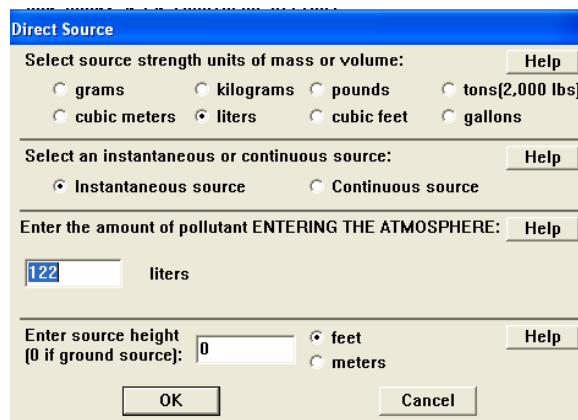 Direct Source
Select source strength units of mass or volume: Help
grams kilograms pounds tons(2,000 lbs)
cubic meters liters cubic feet gallons
Select an instantaneous or continuous source: Help
Instantaneous source Continuous source
Enter the amount of pollutant ENTERING THE ATMOSPHERE: Help
122 liters
Enter source height feet Help
(0 if ground source): 0 meters
OK Cancel